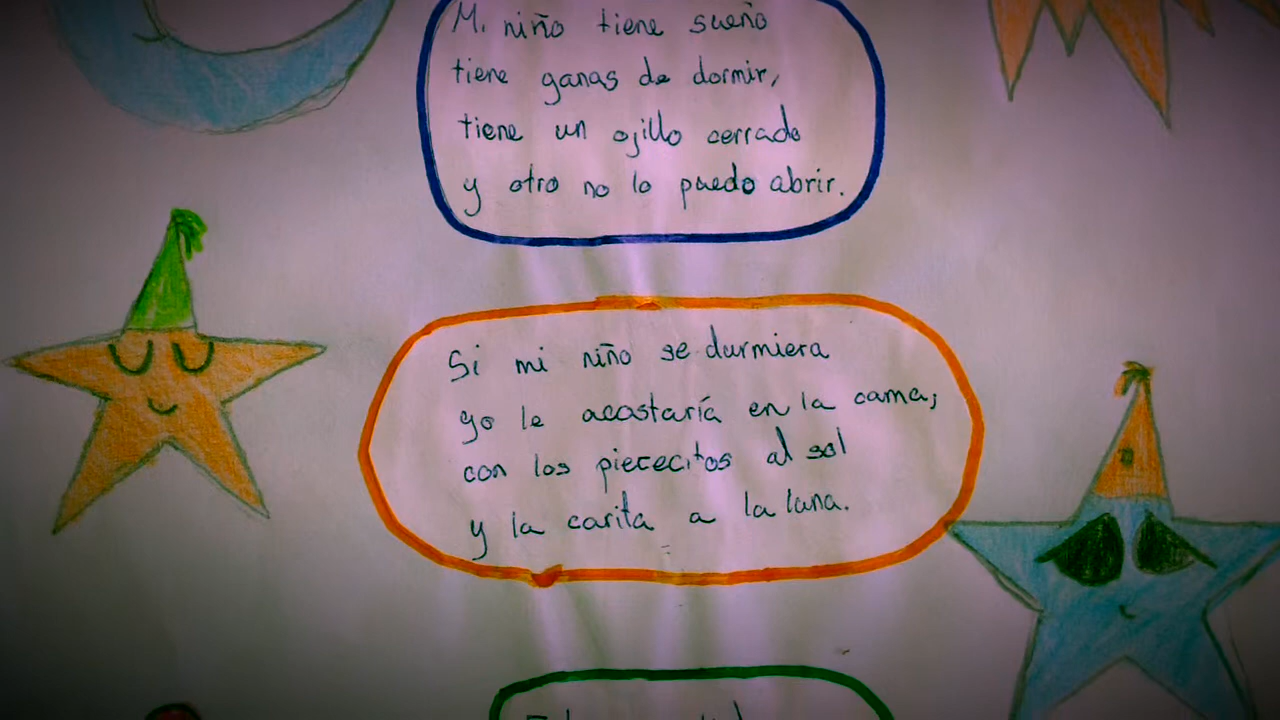 Mi niño tiene sueño
tiene ganas de dormir,
tiene un ojillo cerrado
y otro no lo puedo abrir.
Si mi niño se durmiera
yo le acostaría en la cama,
con los piececitos al sol
y la carita a la luna.